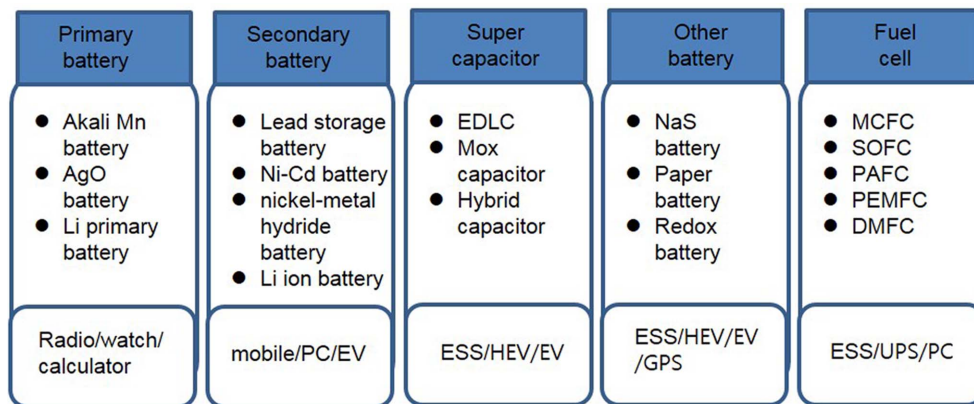 Primary
battery
Akali Mn
battery
AgO
battery
Li primary
battery
Radio/watch/
calculator
Secondary
battery
Lead storage
battery
Ni-Cd battery
nickel-metal
hydride
battery
Li ion battery
mobile/PC/EV
Super
capacitor
EDLC
Mox
capacitor
Hybrid
capacitor
ESS/HEV/EV
Other
battery
NaS
battery
Paper
battery
Redox
battery
ESS/HEV/EV
/GPS
Fuel
cell
MCFC
SOFC
PAFC
PEMFC
DMFC
ESS/UPS/PC